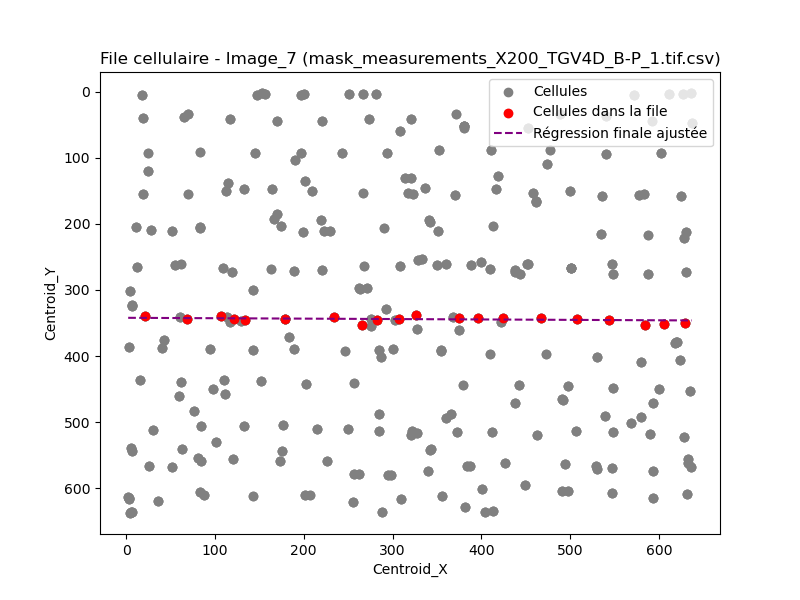 File cellulaire - Image_7 (mask_measurements_X200_TGV4D_B-P_1.tif.csv)
Cellules
Cellules dans la file
Régression finale ajustée
Centroid_Y
0
100
200
300
400
500
600
0 100 200 300 400 500 600
Centroid_X